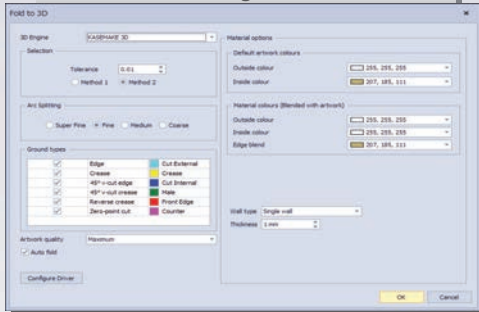 Fold to 3D
3D Engine KASEMAKE 3D
Selection
Tolerance 0.01
Method 1 Method 2
Arc Splitting
Super Fine Fine Medium Coarse
Ground types
Edge Cut External
Crease Crease
45° v-cut edge Cut Internal
45° v-cut crease Male
Reverse crease Front Edge
Zero-point cut Counter
Artwork quality Maximum
Auto fold
Configure Driver
Material options
Default artwork colours
Outside colour 255, 255, 255
Inside colour 207, 185, 111
Material colours (Blended with artwork)
Outside colour 255, 255, 255
Inside colour 255, 255, 255
Edge blend 207, 185, 111
Wall type Single wall
Thickness 1 mm
OK Cancel